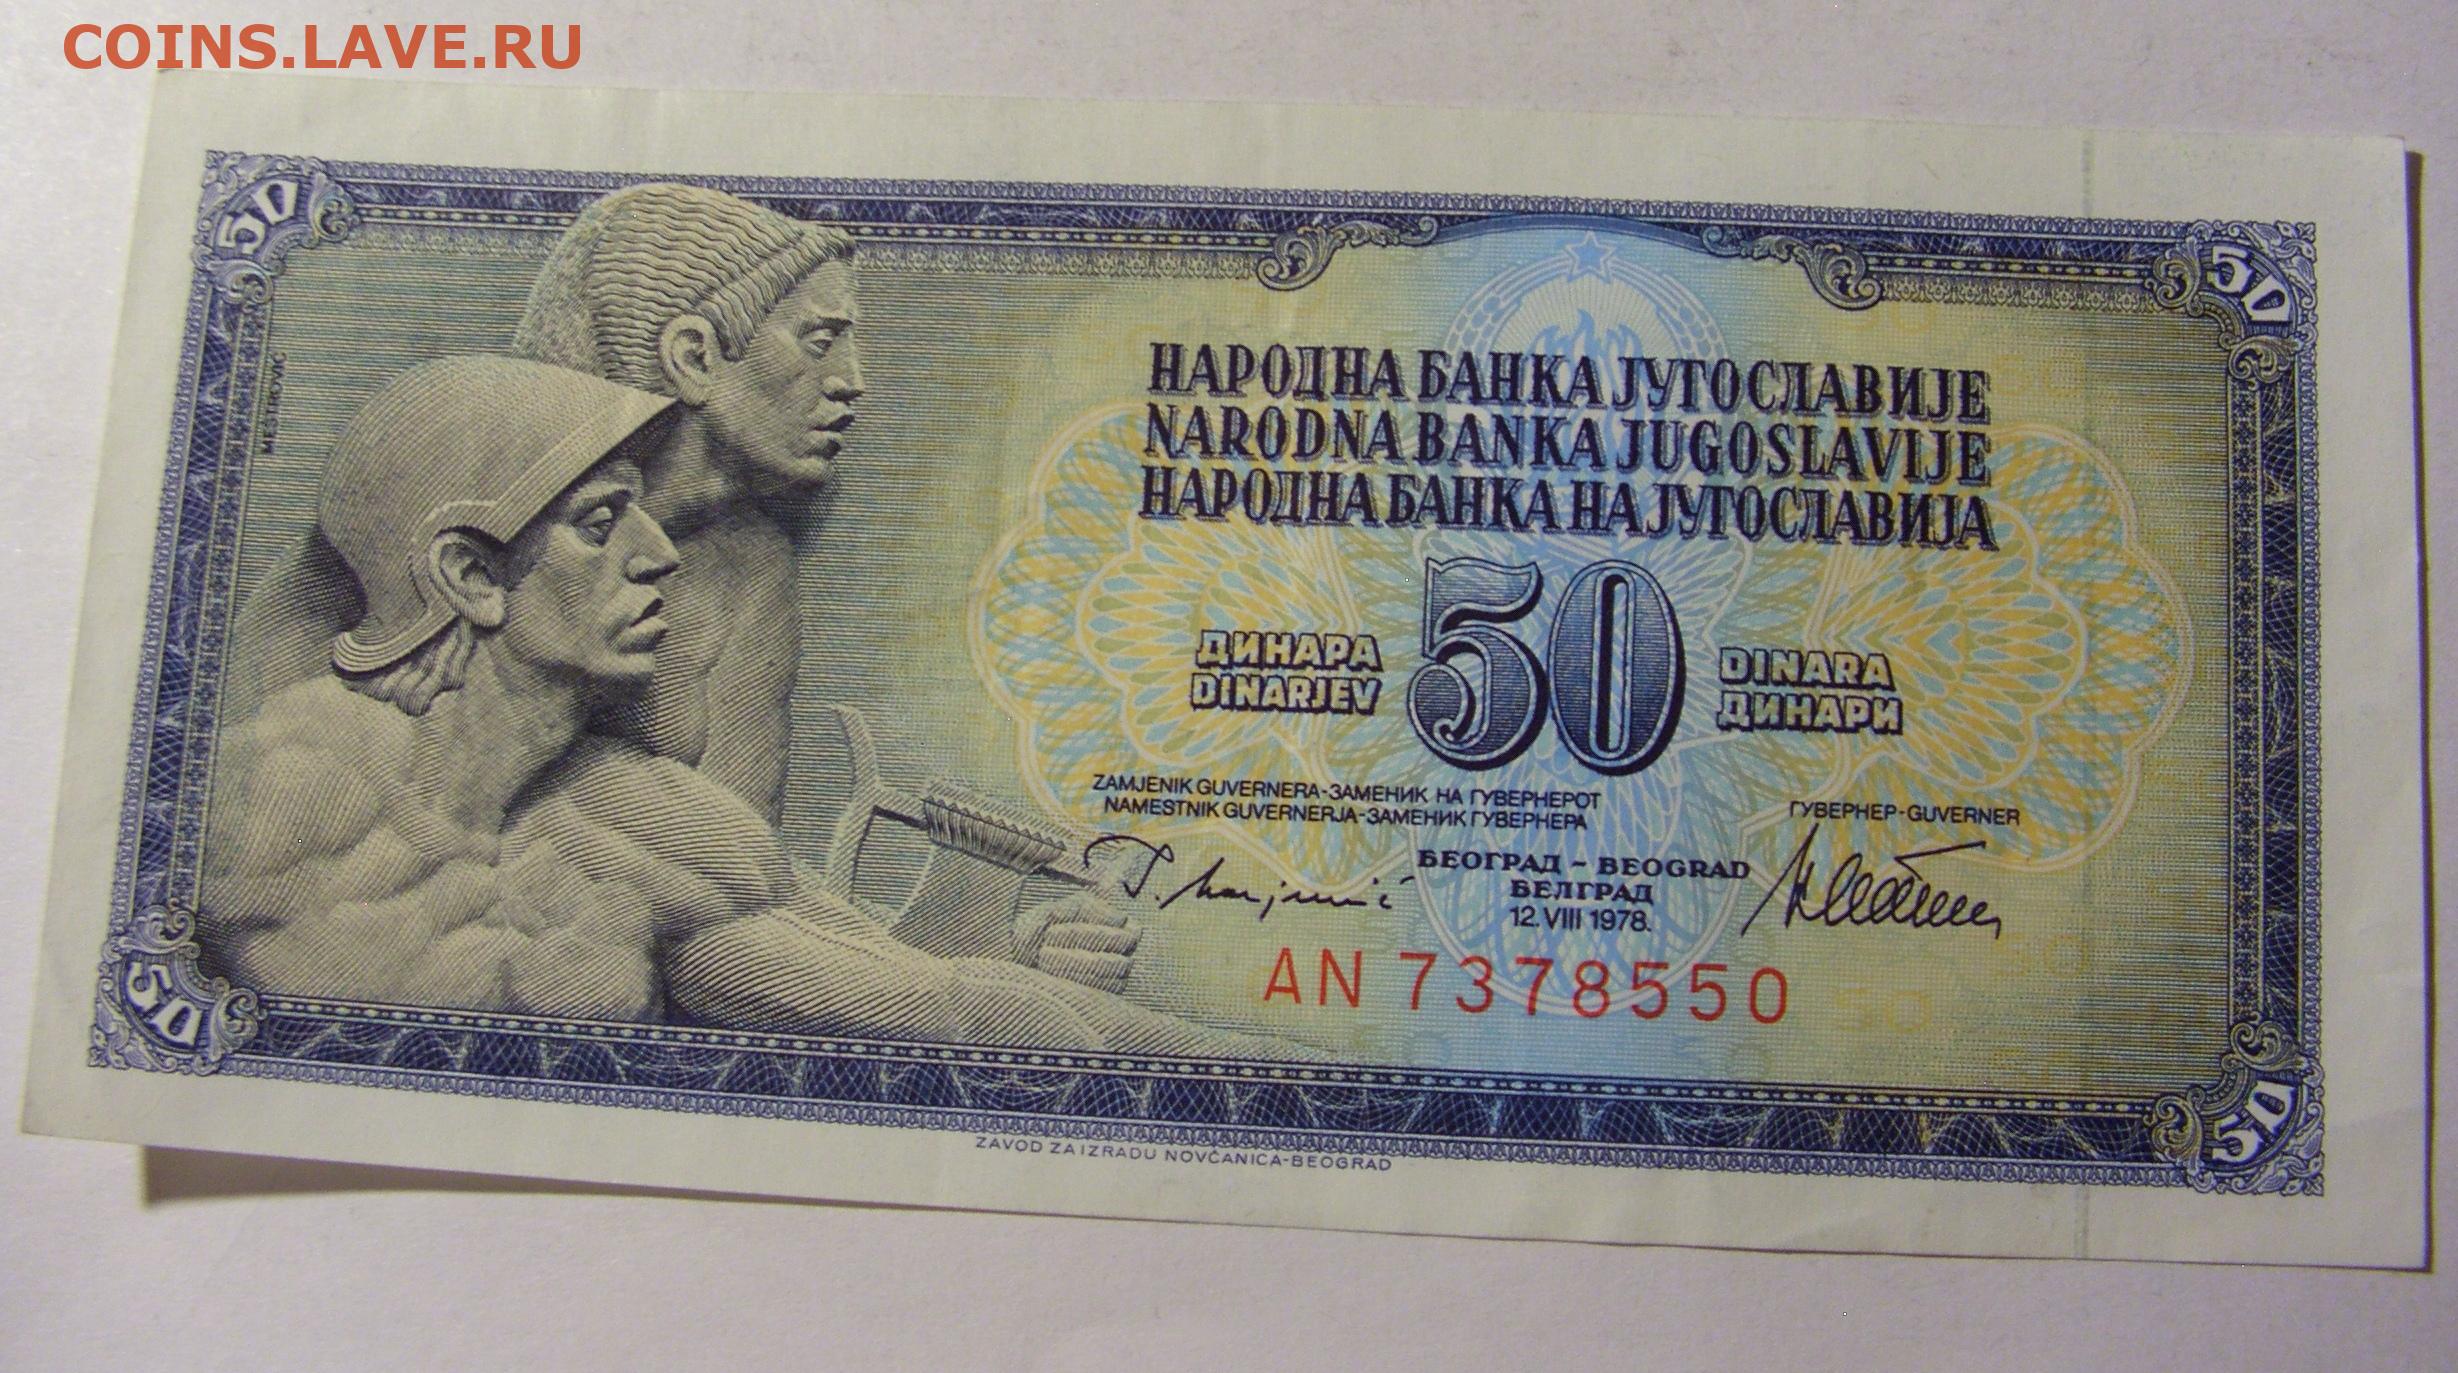 COINS.LAVE.RU
50
50
MEŠTROVIĆ
НАРОДНА БАНКА ЈУГОСЛАВИЈЕ
NARODNA BANKA JUGOSLAVIJE
НАРОДНА БАНКА НА ЈУГОСЛАВИЈА
ДИНАРА
DINARJEV
50
DINARA
ДИНАРИ
ZAMJENIK GUVERNERA-ЗАМЕНИК НА ГУВЕРНЕРОТ
NAMESTNIK GUVERNERJA-ЗАМЕНИК ГУВЕРНЕРА
ГУВЕРНЕР-GUVERNER
БЕОГРАД - BEOGRAD
БЕЛГРАД
12. VIII 1978.
AN 7378550
50
50
ZAVOD ZA IZRADU NOVČANICA-BEOGRAD